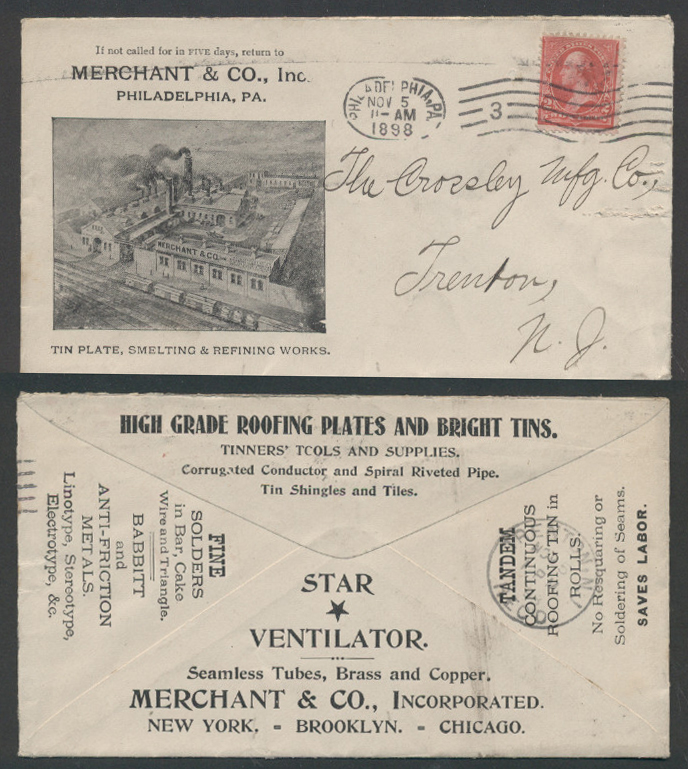 If not called for in FIVE days, return to
MERCHANT & CO., Inc.
PHILADELPHIA, PA.
PHILADELPHIA, PA.
NOV 5
11-AM
1898
3
MERCHANT & CO.
The Crossley Mfg. Co.,
Trenton,
N. J.
TIN PLATE, SMELTING & REFINING WORKS.
HIGH GRADE ROOFING PLATES AND BRIGHT TINS.
TINNERS' TOOLS AND SUPPLIES.
Corrugated Conductor and Spiral Riveted Pipe.
Tin Shingles and Tiles.
FINE
SOLDERS
in Bar, Cake
Wire and Triangle.
BABBITT
and
ANTI-FRICTION
METALS.
Linotype, Stereotype,
Electrotype, &c.
TANDEM
CONTINUOUS
ROOFING TIN in
ROLLS.
No Resquaring or
Soldering of Seams.
SAVES LABOR.
STAR
VENTILATOR.
Seamless Tubes, Brass and Copper.
MERCHANT & CO., INCORPORATED.
NEW YORK. - BROOKLYN. - CHICAGO.